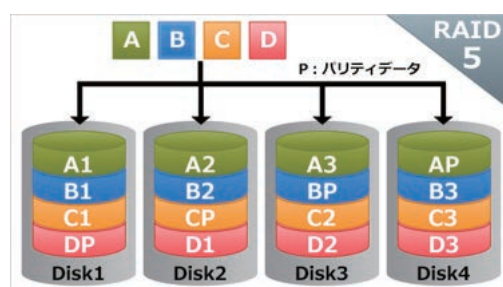 A B C D
RAID
5
P：パリティデータ
A1 A2 A3 AP
B1 B2 BP B3
C1 CP C2 C3
DP D1 D2 D3
Disk1 Disk2 Disk3 Disk4